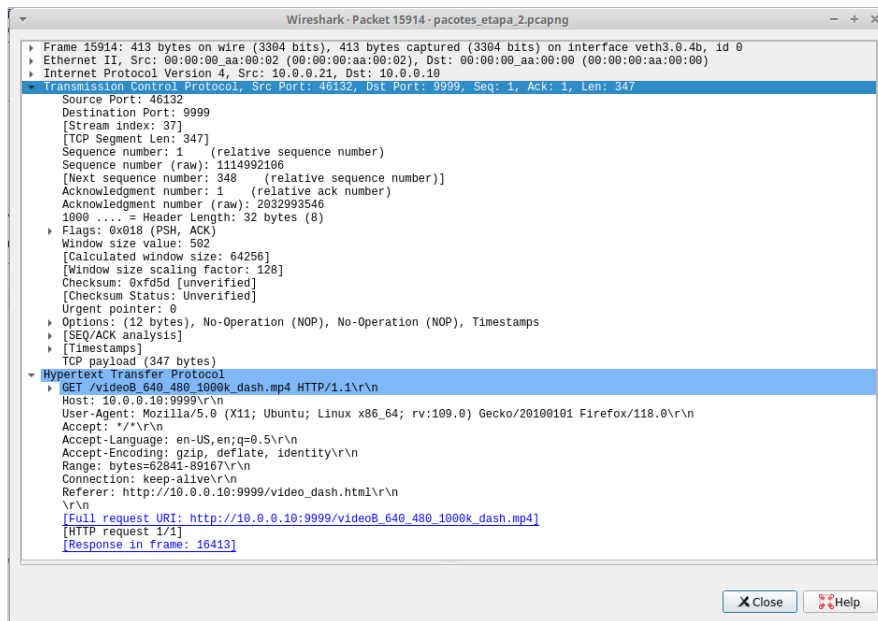 Wireshark · Packet 15914 · pacotes_etapa_2.pcapng
Frame 15914: 413 bytes on wire (3304 bits), 413 bytes captured (3304 bits) on interface veth3.0.4b, id 0
Ethernet II, Src: 00:00:00_aa:00:02 (00:00:00:aa:00:02), Dst: 00:00:00_aa:00:00 (00:00:00:aa:00:00)
Internet Protocol Version 4, Src: 10.0.0.21, Dst: 10.0.0.10
Transmission Control Protocol, Src Port: 46132, Dst Port: 9999, Seq: 1, Ack: 1, Len: 347
Source Port: 46132
Destination Port: 9999
[Stream index: 37]
[TCP Segment Len: 347]
Sequence number: 1    (relative sequence number)
Sequence number (raw): 1114992106
[Next sequence number: 348    (relative sequence number)]
Acknowledgment number: 1    (relative ack number)
Acknowledgment number (raw): 2032993546
1000 .... = Header Length: 32 bytes (8)
Flags: 0x018 (PSH, ACK)
Window size value: 502
[Calculated window size: 64256]
[Window size scaling factor: 128]
Checksum: 0xfd5d [unverified]
[Checksum Status: Unverified]
Urgent pointer: 0
Options: (12 bytes), No-Operation (NOP), No-Operation (NOP), Timestamps
[SEQ/ACK analysis]
[Timestamps]
TCP payload (347 bytes)
Hypertext Transfer Protocol
GET /videoB_640_480_1000k_dash.mp4 HTTP/1.1\r\n
Host: 10.0.0.10:9999\r\n
User-Agent: Mozilla/5.0 (X11; Ubuntu; Linux x86_64; rv:109.0) Gecko/20100101 Firefox/118.0\r\n
Accept: */*\r\n
Accept-Language: en-US,en;q=0.5\r\n
Accept-Encoding: gzip, deflate, identity\r\n
Range: bytes=62841-89167\r\n
Connection: keep-alive\r\n
Referer: http://10.0.0.10:9999/video_dash.html\r\n
\r\n
[Full request URI: http://10.0.0.10:9999/videoB_640_480_1000k_dash.mp4]
[HTTP request 1/1]
[Response in frame: 16413]
Close
Help